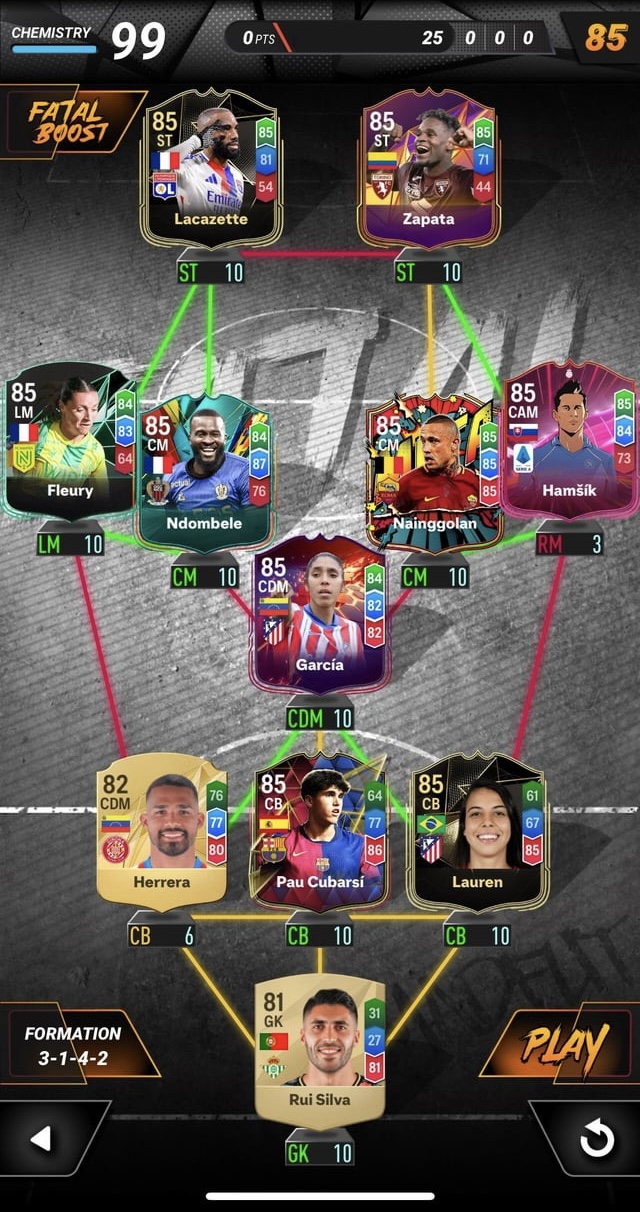 CHEMISTRY 99
0 PTS 25 0 0 0
85
FATAL
BOOST
85
ST
85
81
54
Lacazette
ST 10
85
ST
85
71
44
Zapata
ST 10
85
LM
84
83
64
Fleury
LM 10
85
CM
84
87
76
Ndombele
CM 10
85
CM
85
85
85
Nainggolan
CM 10
85
CAM
85
84
73
Hamšík
RM 3
85
CDM
84
82
82
García
CDM 10
82
CDM
76
77
80
Herrera
CB 6
85
CB
64
77
86
Pau Cubarsí
CB 10
85
CB
61
67
85
Lauren
CB 10
81
GK
31
27
81
Rui Silva
GK 10
FORMATION
3-1-4-2
PLAY